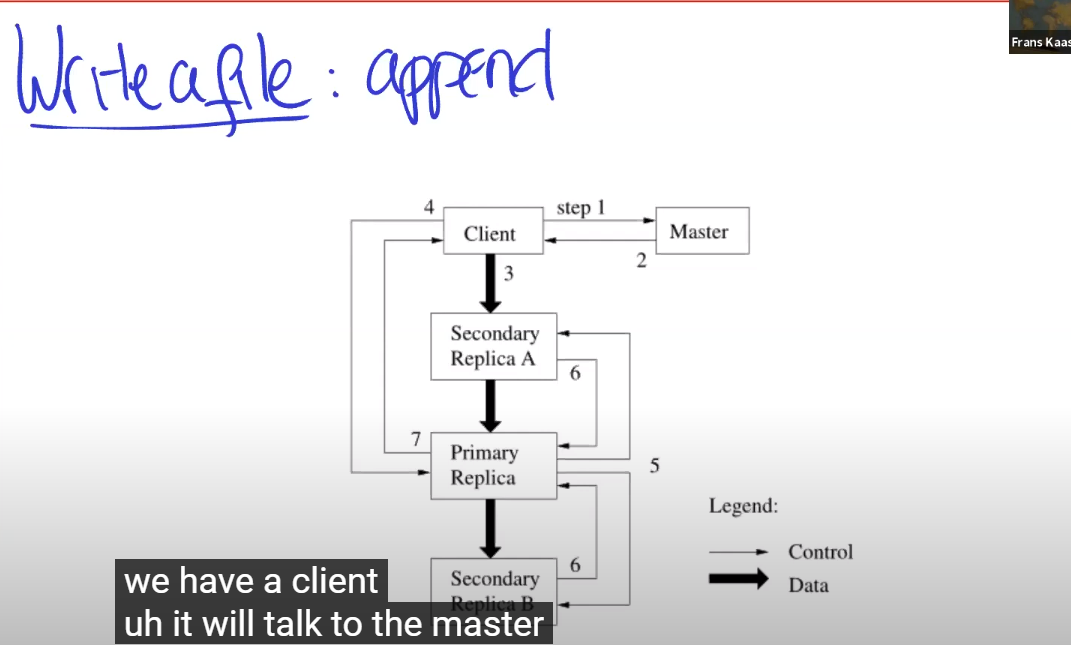 Write a file : append
Frans Kaas
4
step 1
Client
Master
2
3
Secondary
Replica A
6
7
Primary
Replica
5
Legend:
Control
Data
6
Secondary
Replica B
we have a client
uh it will talk to the master